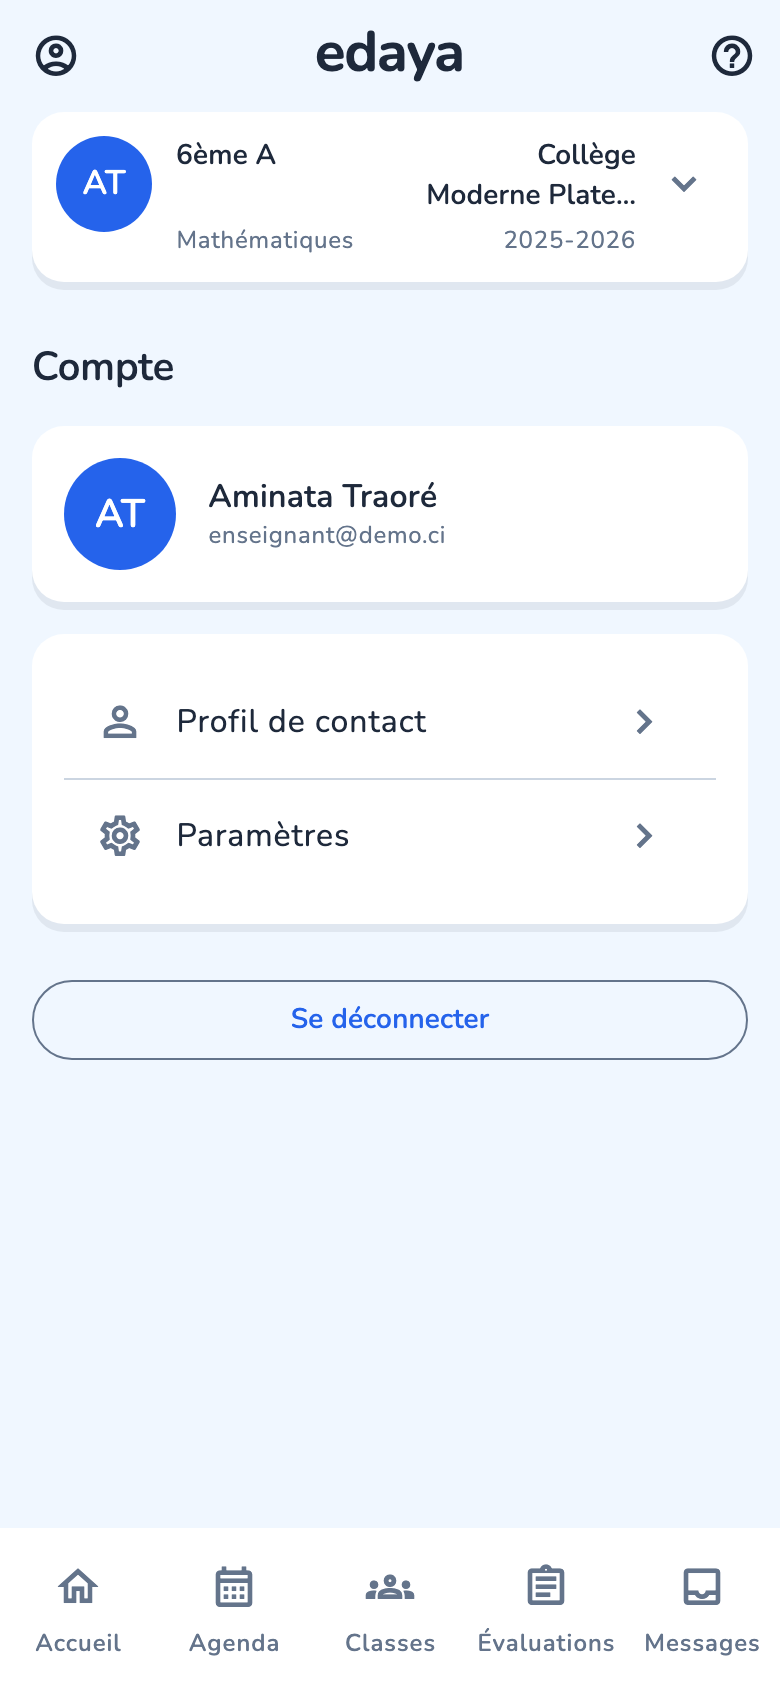 edaya
AT
6ème A
Collège
Moderne Plate...
Mathématiques
2025-2026
Compte
AT
Aminata Traoré
enseignant@demo.ci
Profil de contact
Paramètres
Se déconnecter
Accueil
Agenda
Classes
Évaluations
Messages